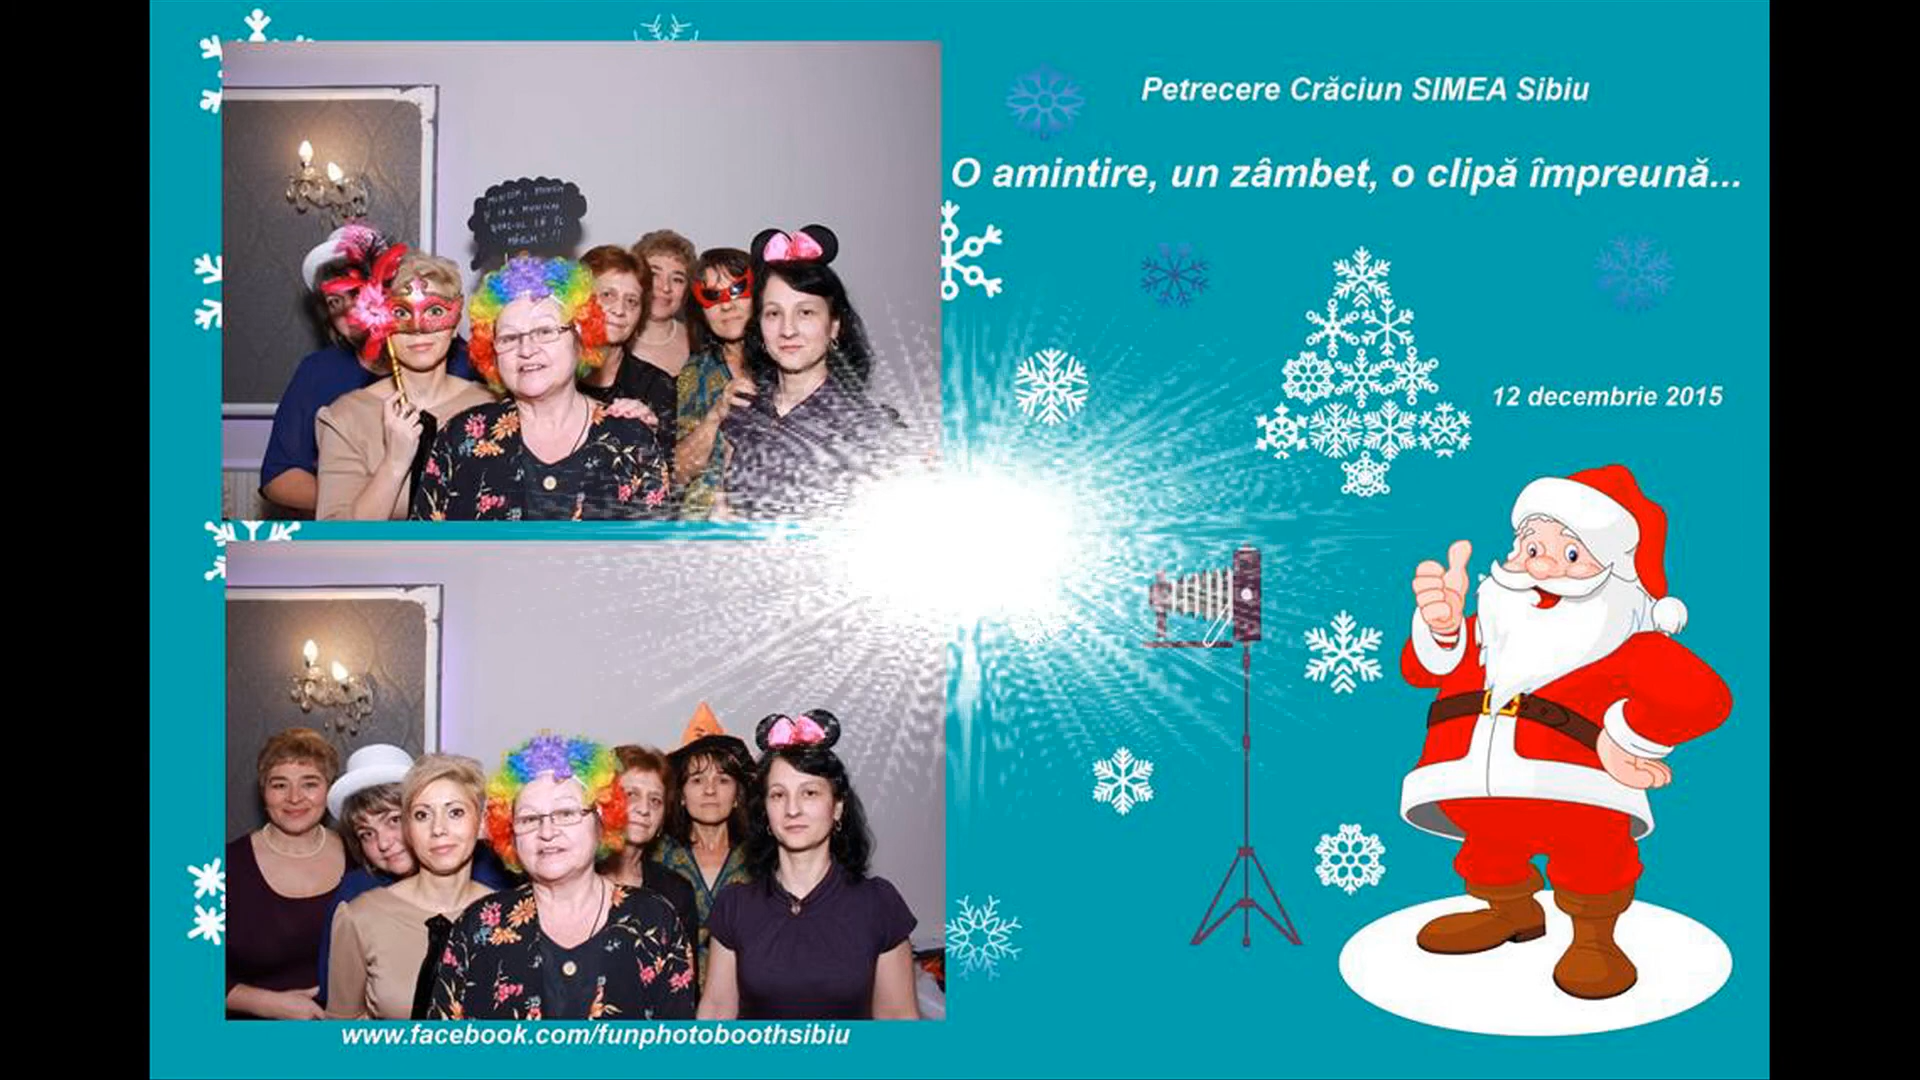 Petrecere Crăciun SIMEA Sibiu
O amintire, un zâmbet, o clipă împreună...
12 decembrie 2015
www.facebook.com/funphotoboothsibiu